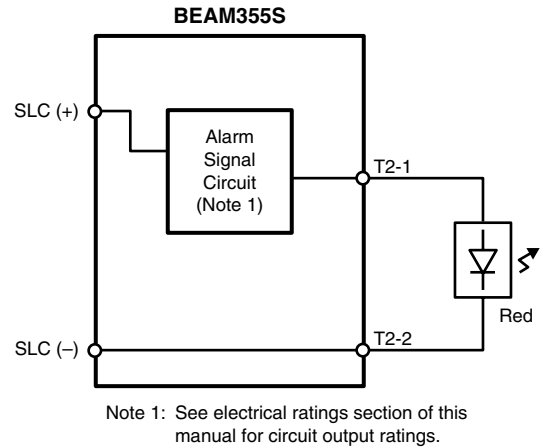 BEAM355S
SLC (+)
Alarm
Signal
Circuit
(Note 1)
T2-1
Red
T2-2
SLC (–)
Note 1: See electrical ratings section of this
manual for circuit output ratings.